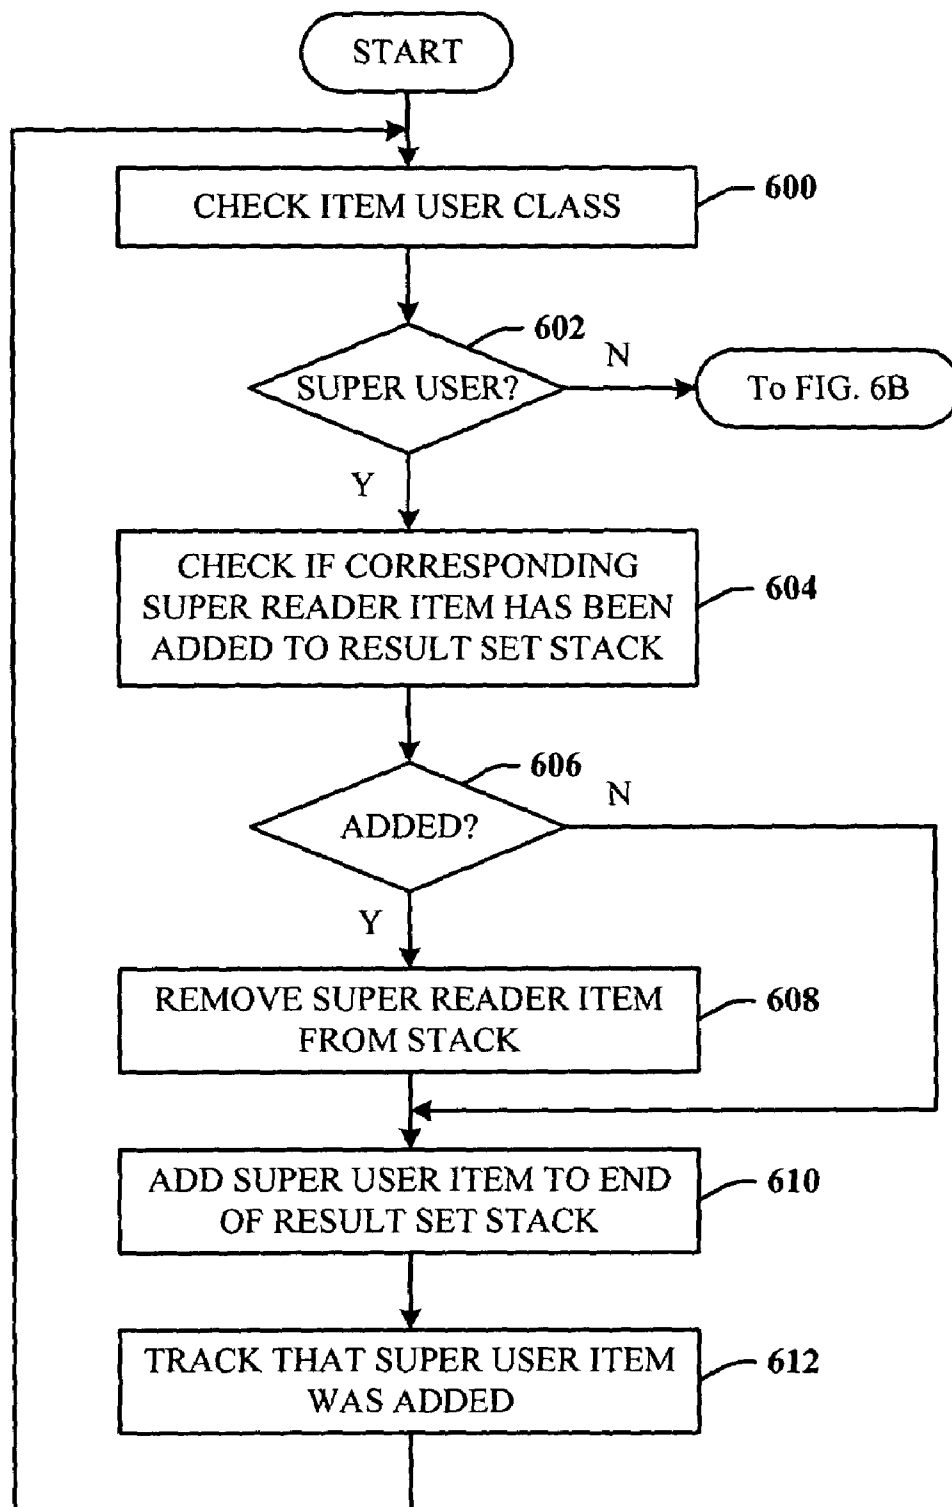 START
CHECK ITEM USER CLASS
600
602
SUPER USER?
N
To FIG. 6B
Y
CHECK IF CORRESPONDING
SUPER READER ITEM HAS BEEN
ADDED TO RESULT SET STACK
604
606
ADDED?
N
Y
REMOVE SUPER READER ITEM
FROM STACK
608
ADD SUPER USER ITEM TO END
OF RESULT SET STACK
610
TRACK THAT SUPER USER ITEM
WAS ADDED
612